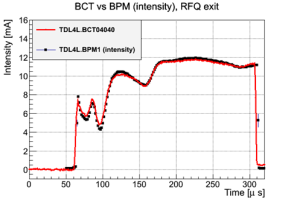 BCT vs BPM (intensity), RFQ exit
Intensity [mA]
16
14
12
10
8
6
4
2
0
TDL4L.BCT04040
TDL4L.BPM1 (intensity)
0 50 100 150 200 250 300 350
Time [μ s]